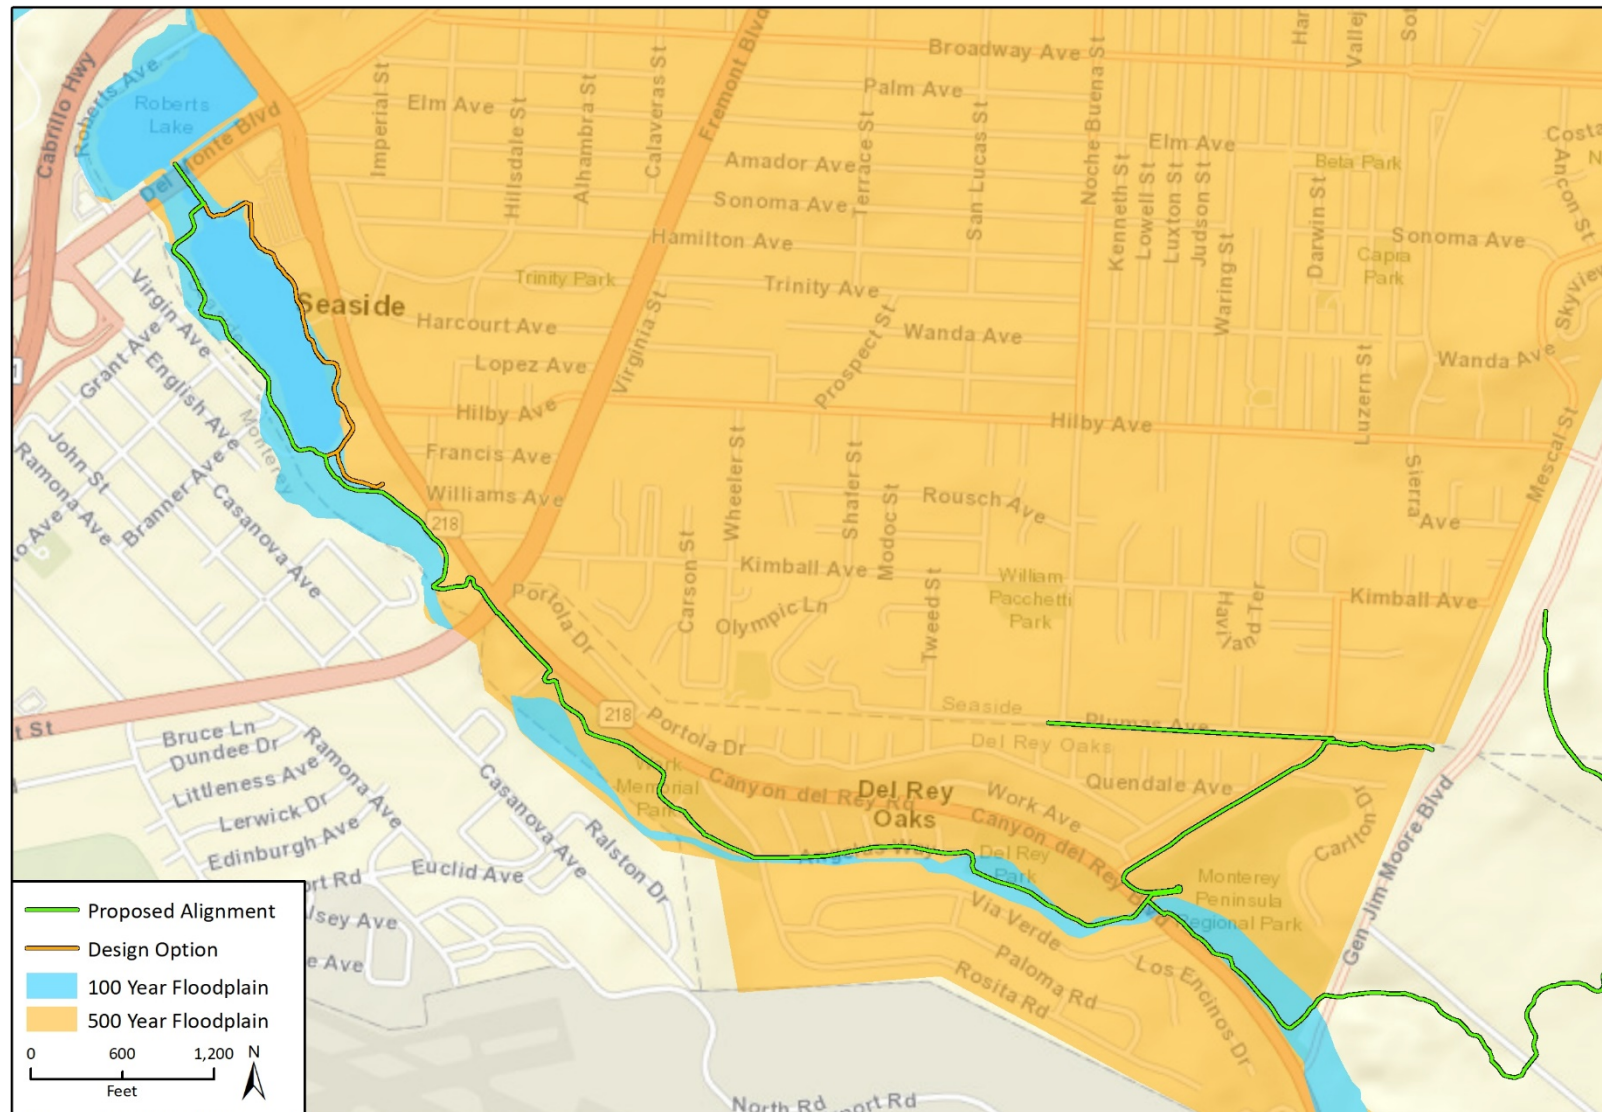 Broadway Ave
Cabrillo Hwy
Roberts Ave
Roberts
Lake
Del Monte Blvd
Imperial St
Elm Ave
Hillsdale St
Alhambra St
Calaveras St
Fremont Blvd
Palm Ave
Terrace St
San Lucas St
Noche Buena St
Elm Ave
Amador Ave
Sonoma Ave
Hamilton Ave
Kenneth St
Lowell St
Luxton St
Judson St
Waring St
Beta Park
Darwin St
Sonoma Ave
Capra
Park
Costa
Ancon St
Skyview
Trinity Park
Trinity Ave
Seaside
Harcourt Ave
Virginia St
Prospect St
Wanda Ave
Wanda Ave
Virgin Ave
Grant Ave
English Ave
Monterey
Lopez Ave
Hilby Ave
Hilby Ave
Luzern St
Mescal St
John St
Ramona Ave
Branner Ave
Casanova Ave
Francis Ave
Williams Ave
218
Wheeler St
Shafer St
Modoc St
Rousch Ave
Sierra
Ave
Carson St
Kimball Ave
Olympic Ln
Tweed St
William
Pacchetti
Park
Kimball Ave
Portola Dr
Seaside
Plumas Ave
Del Rey Oaks
218
Portola Dr
Canyon del Rey Rd
Del Rey
Oaks
Work Ave
Quendale Ave
Carlton Dr
Gen Jim Moore Blvd
Work
Memorial
Park
Angelus Way
Canyon del Rey Blvd
Del Rey
Park
Monterey
Peninsula
Regional Park
Bruce Ln
Dundee Dr
Littleness Ave
Lerwick Dr
Edinburgh Ave
Ramona Ave
Casanova Ave
Euclid Ave
Ralston Dr
Via Verde
Paloma Rd
Rosita Rd
Los Encinos Dr
North Rd
Proposed Alignment
Design Option
100 Year Floodplain
500 Year Floodplain
0 600 1,200
Feet
N